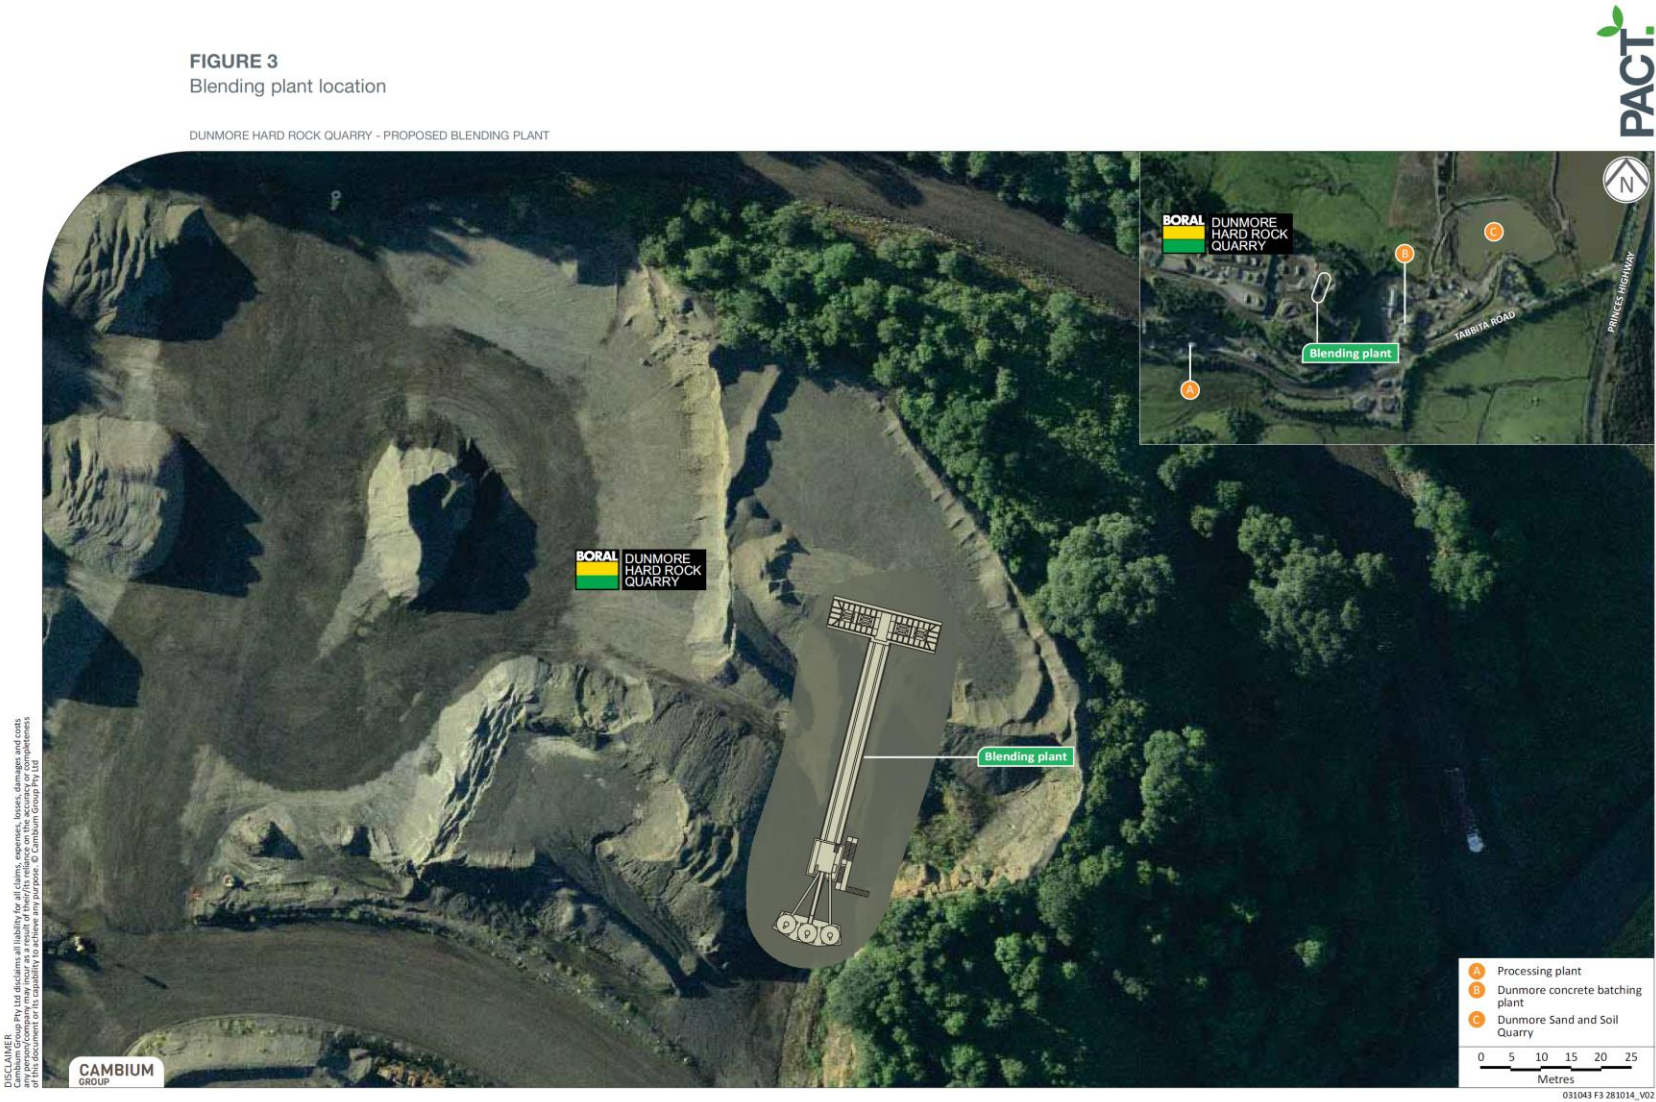 FIGURE 3
Blending plant location
DUNMORE HARD ROCK QUARRY - PROPOSED BLENDING PLANT
PACT.
N
BORAL
DUNMORE
HARD ROCK
QUARRY
C
B
A
Blending plant
TABBITA ROAD
PRINCES HIGHWAY
BORAL
DUNMORE
HARD ROCK
QUARRY
Blending plant
A Processing plant
B Dunmore concrete batching
plant
C Dunmore Sand and Soil
Quarry
0 5 10 15 20 25
Metres
031043 F3 281014_V02
CAMBIUM
GROUP
DISCLAIMER
Cambium Group Pty Ltd disclaims all liability for all claims, expenses, losses, damages and costs
any person/company may incur as a result of their/its reliance on the accuracy or completeness
of this document or its capability to achieve any purpose. © Cambium Group Pty Ltd